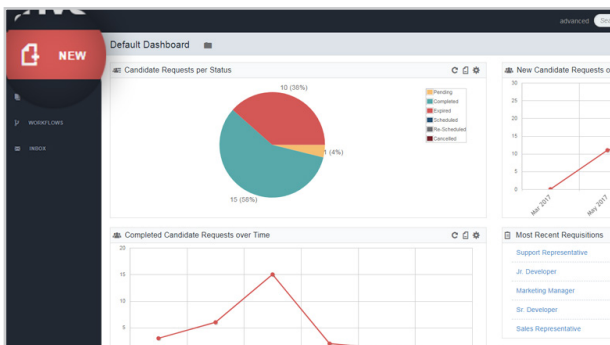 advanced
NEW
Default Dashboard
Candidate Requests per Status
10 (38%)
Pending
Completed
Expired
Scheduled
Re-Scheduled
Cancelled
1 (4%)
15 (58%)
New Candidate Requests o
30
25
20
15
10
5
0
Mar 2017
May 2017
WORKFLOWS
INBOX
Completed Candidate Requests over Time
20
15
10
5
Most Recent Requisitions
Support Representative
Jr. Developer
Marketing Manager
Sr. Developer
Sales Representative